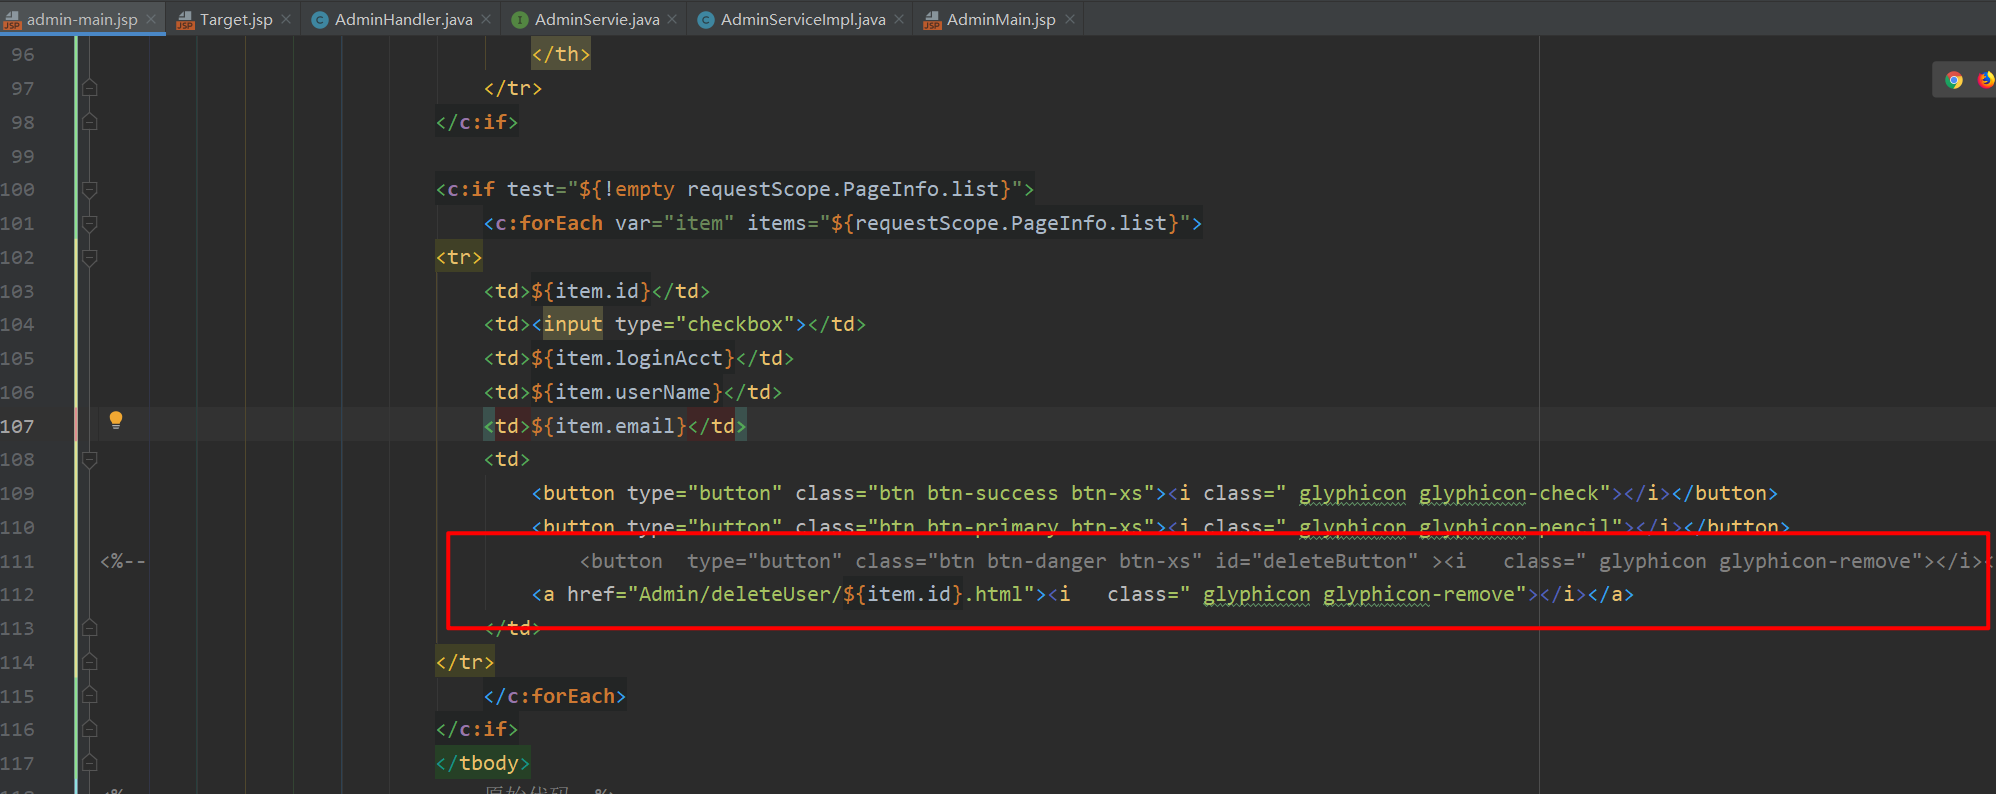 admin-main.jsp Target.jsp AdminHandler.java AdminServie.java AdminServiceImpl.java AdminMain.jsp
96 </th>
97 </tr>
98 </c:if>
99
100 <c:if test="${!empty requestScope.PageInfo.list}">
101 <c:forEach var="item" items="${requestScope.PageInfo.list}">
102 <tr>
103 <td>${item.id}</td>
104 <td><input type="checkbox"></td>
105 <td>${item.loginAcct}</td>
106 <td>${item.userName}</td>
107 <td>${item.email}</td>
108 <td>
109 <button type="button" class="btn btn-success btn-xs"><i class=" glyphicon glyphicon-check"></i></button>
110 <button type="button" class="btn btn-primary btn-xs"><i class=" glyphicon glyphicon-pencil"></i></button>
111 <%-- <button  type="button" class="btn btn-danger btn-xs" id="deleteButton" ><i   class=" glyphicon glyphicon-remove"></i><
112 <a href="Admin/deleteUser/${item.id}.html"><i   class=" glyphicon glyphicon-remove"></i></a>
113 </td>
114 </tr>
115 </c:forEach>
116 </c:if>
117 </tbody>
原始代码